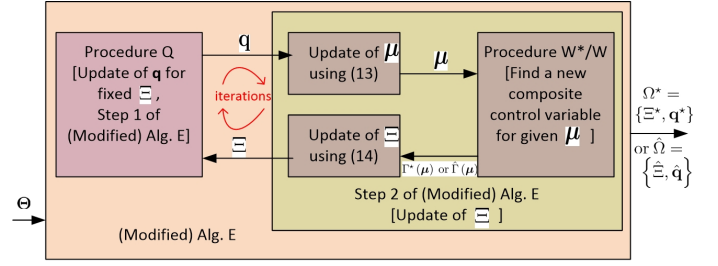 Procedure Q
[Update of q for
fixed Ξ ,
Step 1 of
(Modified) Alg. E]
q
iterations
Ξ
Update of μ
using (13)
μ
Update of Ξ
using (14)
Γ⋆(μ) or Γ̂(μ)
Procedure W*/W
[Find a new
composite
control variable
for given μ ]
Step 2 of (Modified) Alg. E
[Update of Ξ ]
Θ
(Modified) Alg. E
Ω⋆ =
{Ξ⋆, q⋆}
or Ω̂ =
{Ξ̂, q̂}